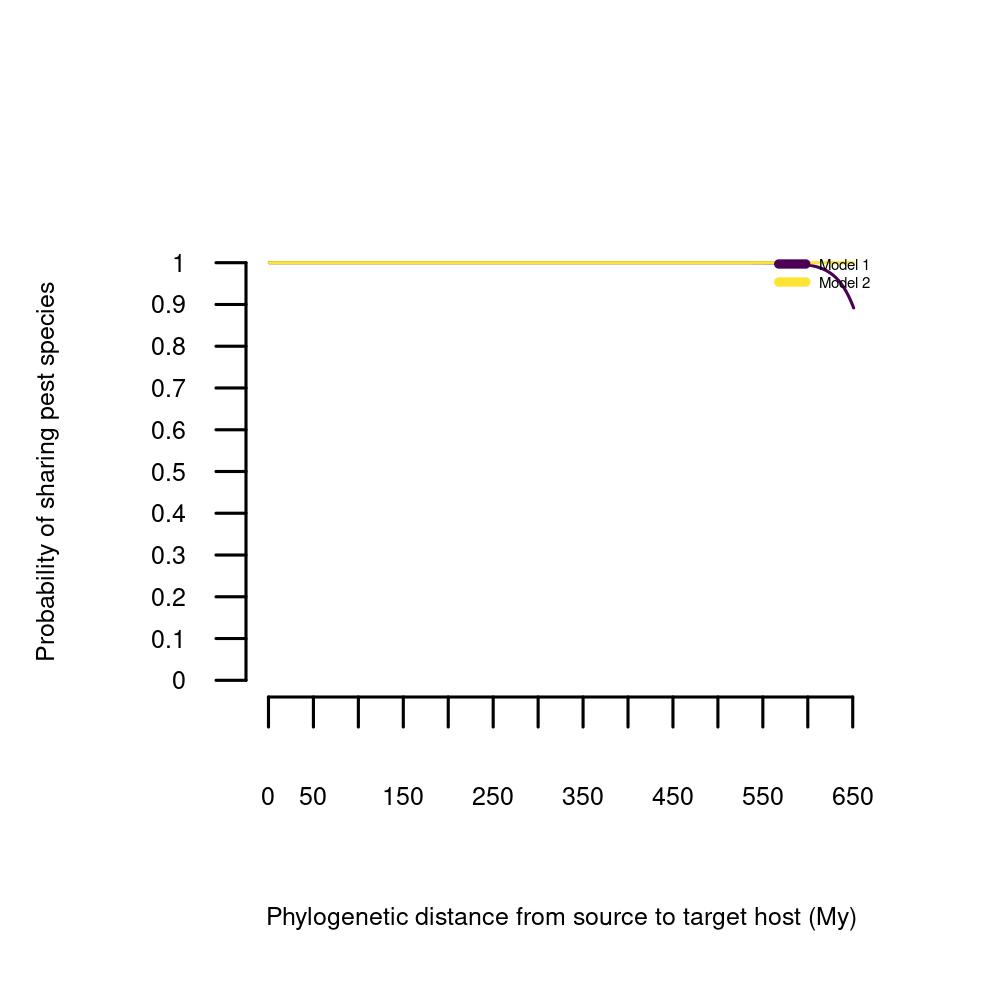 Probability of sharing pest species
1
0.9
0.8
0.7
0.6
0.5
0.4
0.3
0.2
0.1
0
Model 1
Model 2
0 50 150 250 350 450 550 650
Phylogenetic distance from source to target host (My)